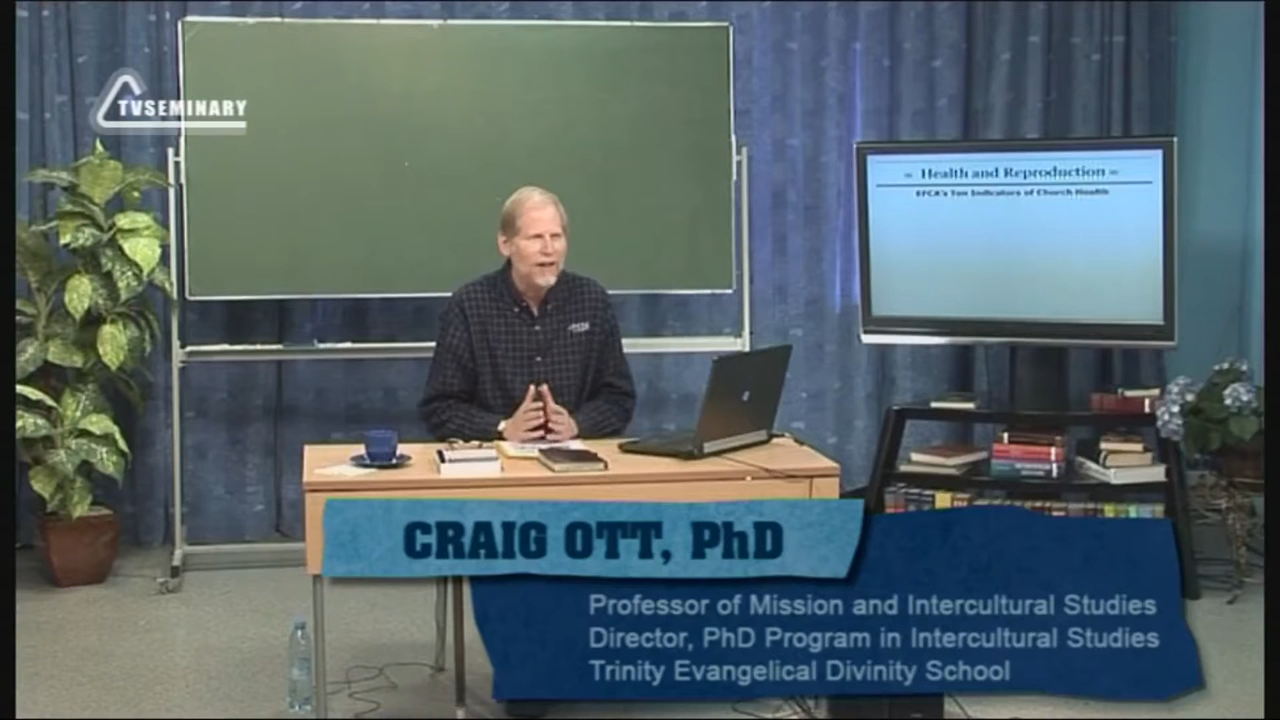 TVSEMINARY
Health and Reproduction
EFCA's Ten Indicators of Church Health
CRAIG OTT, PhD
Professor of Mission and Intercultural Studies
Director, PhD Program in Intercultural Studies
Trinity Evangelical Divinity School